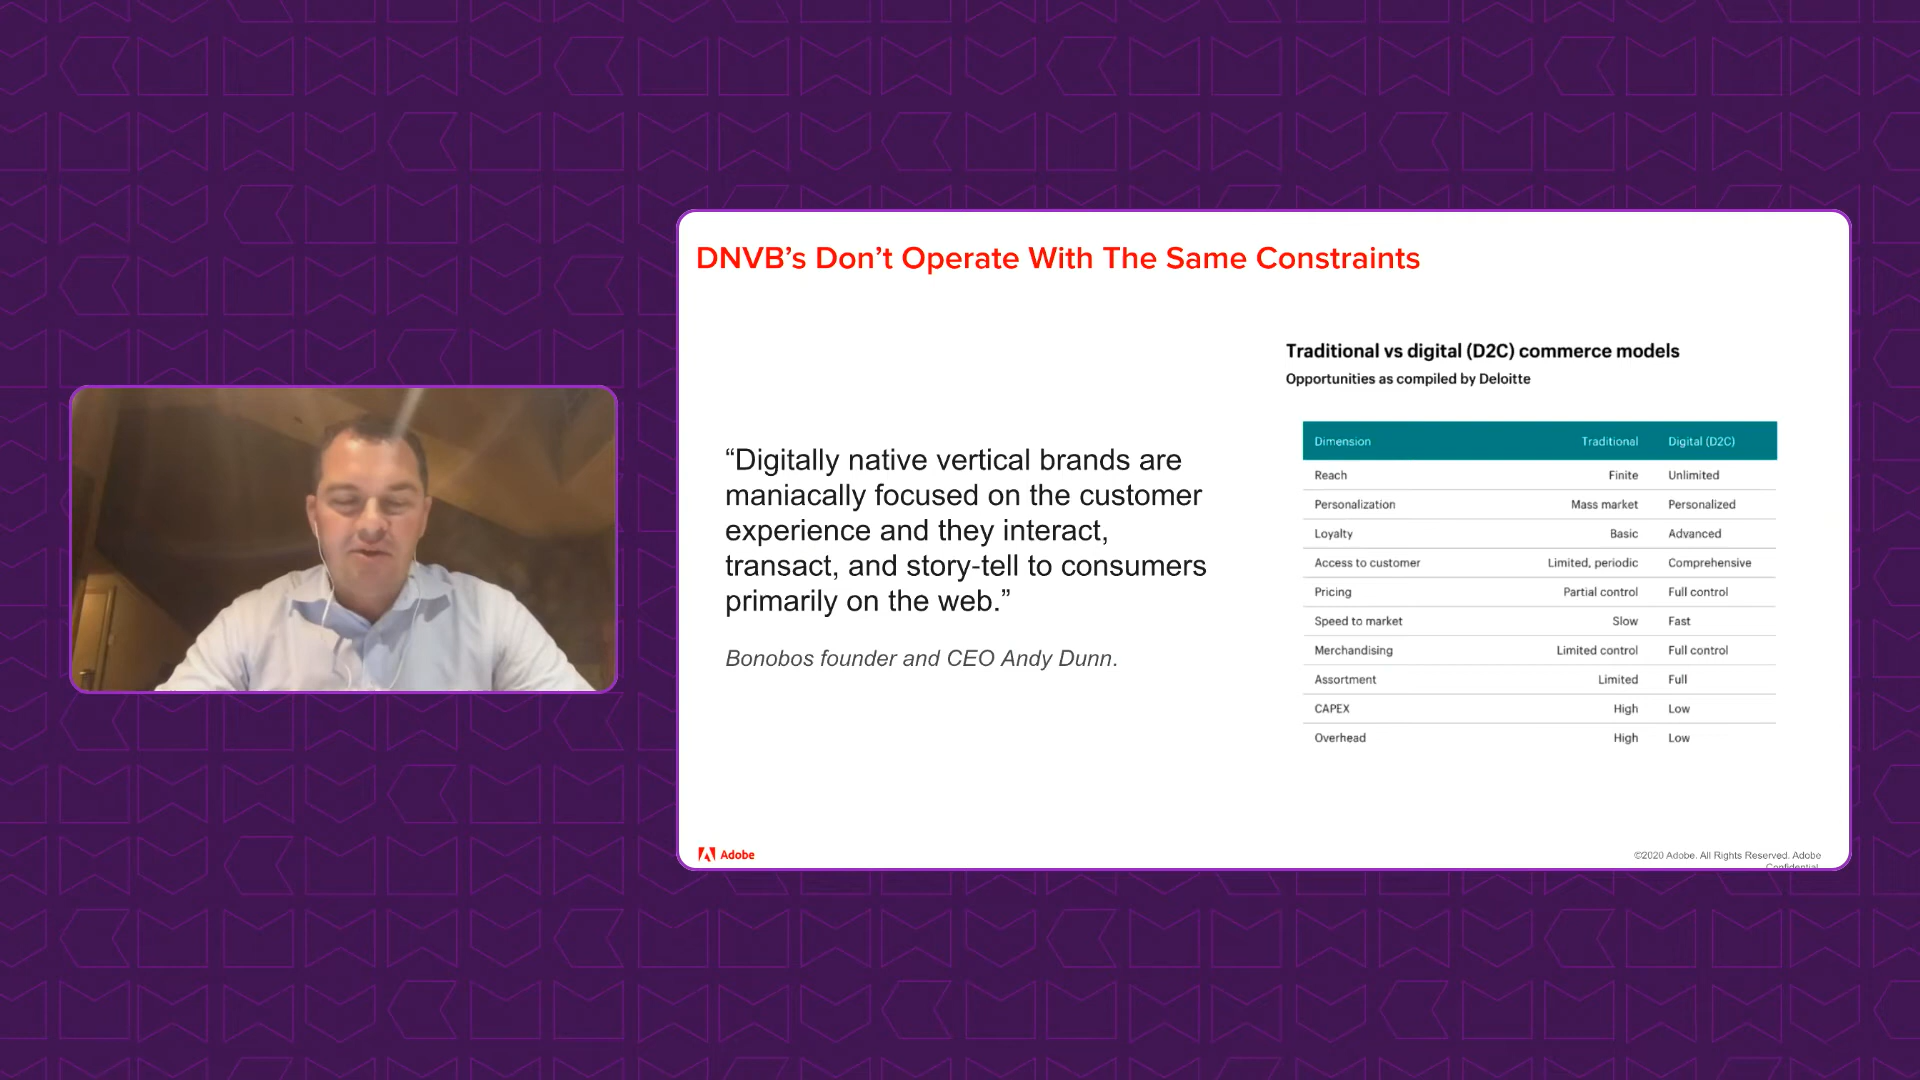 DNVB’s Don’t Operate With The Same Constraints
“Digitally native vertical brands are
maniacally focused on the customer
experience and they interact,
transact, and story-tell to consumers
primarily on the web.”
Bonobos founder and CEO Andy Dunn.
Traditional vs digital (D2C) commerce models
Opportunities as compiled by Deloitte
Dimension Traditional Digital (D2C)
Reach Finite Unlimited
Personalization Mass market Personalized
Loyalty Basic Advanced
Access to customer Limited, periodic Comprehensive
Pricing Partial control Full control
Speed to market Slow Fast
Merchandising Limited control Full control
Assortment Limited Full
CAPEX High Low
Overhead High Low
Adobe
©2020 Adobe. All Rights Reserved. Adobe
Confidential.